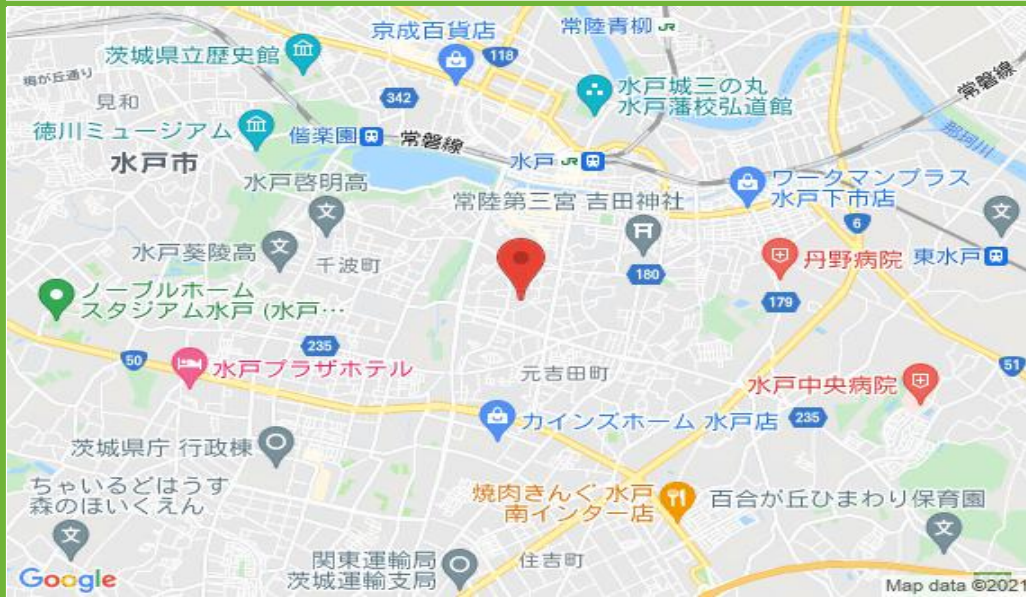 京成百貨店
常陸青柳 JR
茨城県立歴史館
118
梅が丘通り
見和
342
水戸城三の丸
水戸藩校弘道館
常磐線
徳川ミュージアム
偕楽園
常磐線
水戸 JR
那珂川
水戸市
水戸啓明高
常陸第三宮 吉田神社
ワークマンプラス
水戸下市店
6
水戸葵陵高
千波町
180
丹野病院
東水戸
ノーブルホーム
スタジアム水戸 (水戸…
179
235
50
水戸プラザホテル
元吉田町
51
水戸中央病院
カインズホーム 水戸店
235
茨城県庁 行政棟
ちゃいるどはうす
森のほいくえん
焼肉きんぐ 水戸
南インター店
百合が丘ひまわり保育園
関東運輸局
茨城運輸支局
住吉町
Google
Map data ©2021